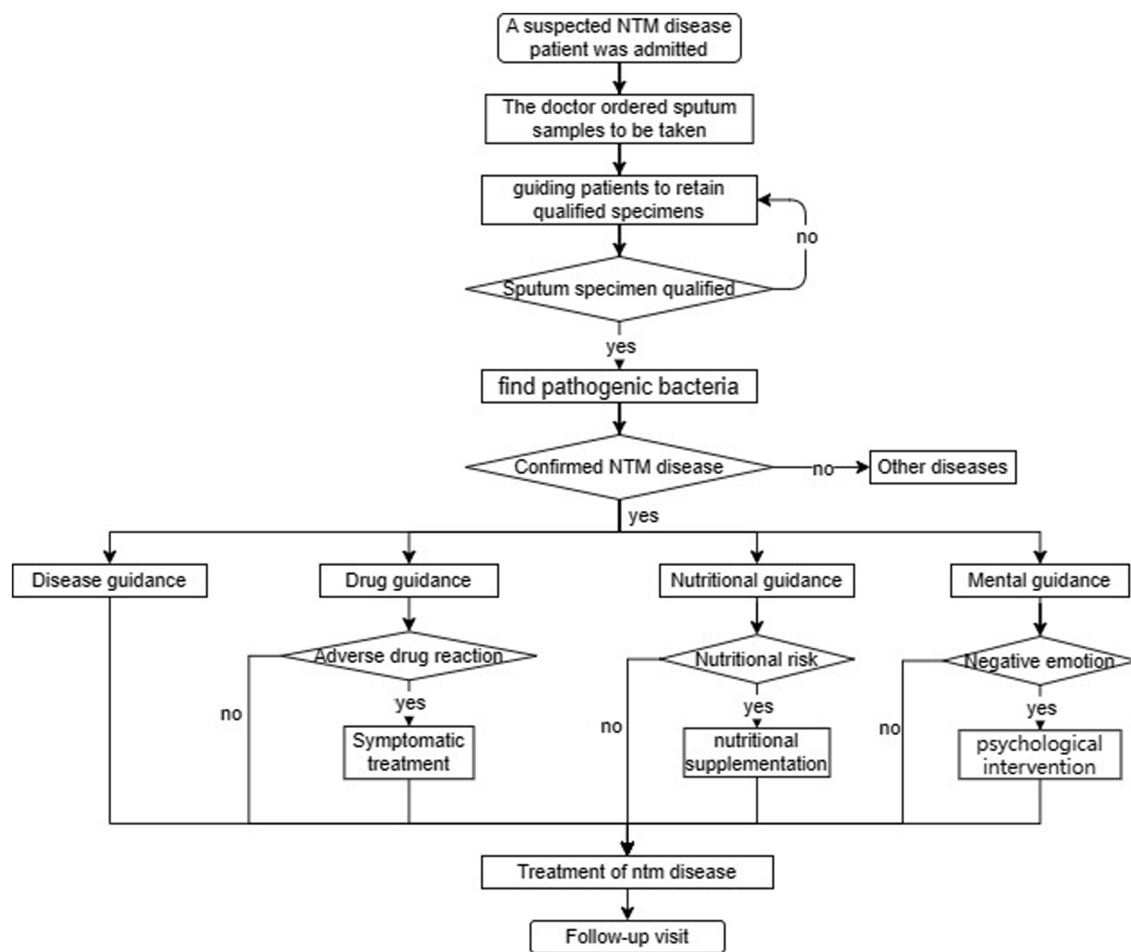 A suspected NTM disease
patient was admitted
The doctor ordered sputum
samples to be taken
guiding patients to retain
qualified specimens
no
Sputum specimen qualified
yes
find pathogenic bacteria
Confirmed NTM disease
no
Other diseases
yes
Disease guidance
Drug guidance
Nutritional guidance
Mental guidance
Adverse drug reaction
Nutritional risk
Negative emotion
no
yes
no
yes
no
yes
Symptomatic
treatment
nutritional
supplementation
psychological
intervention
Treatment of ntm disease
Follow-up visit